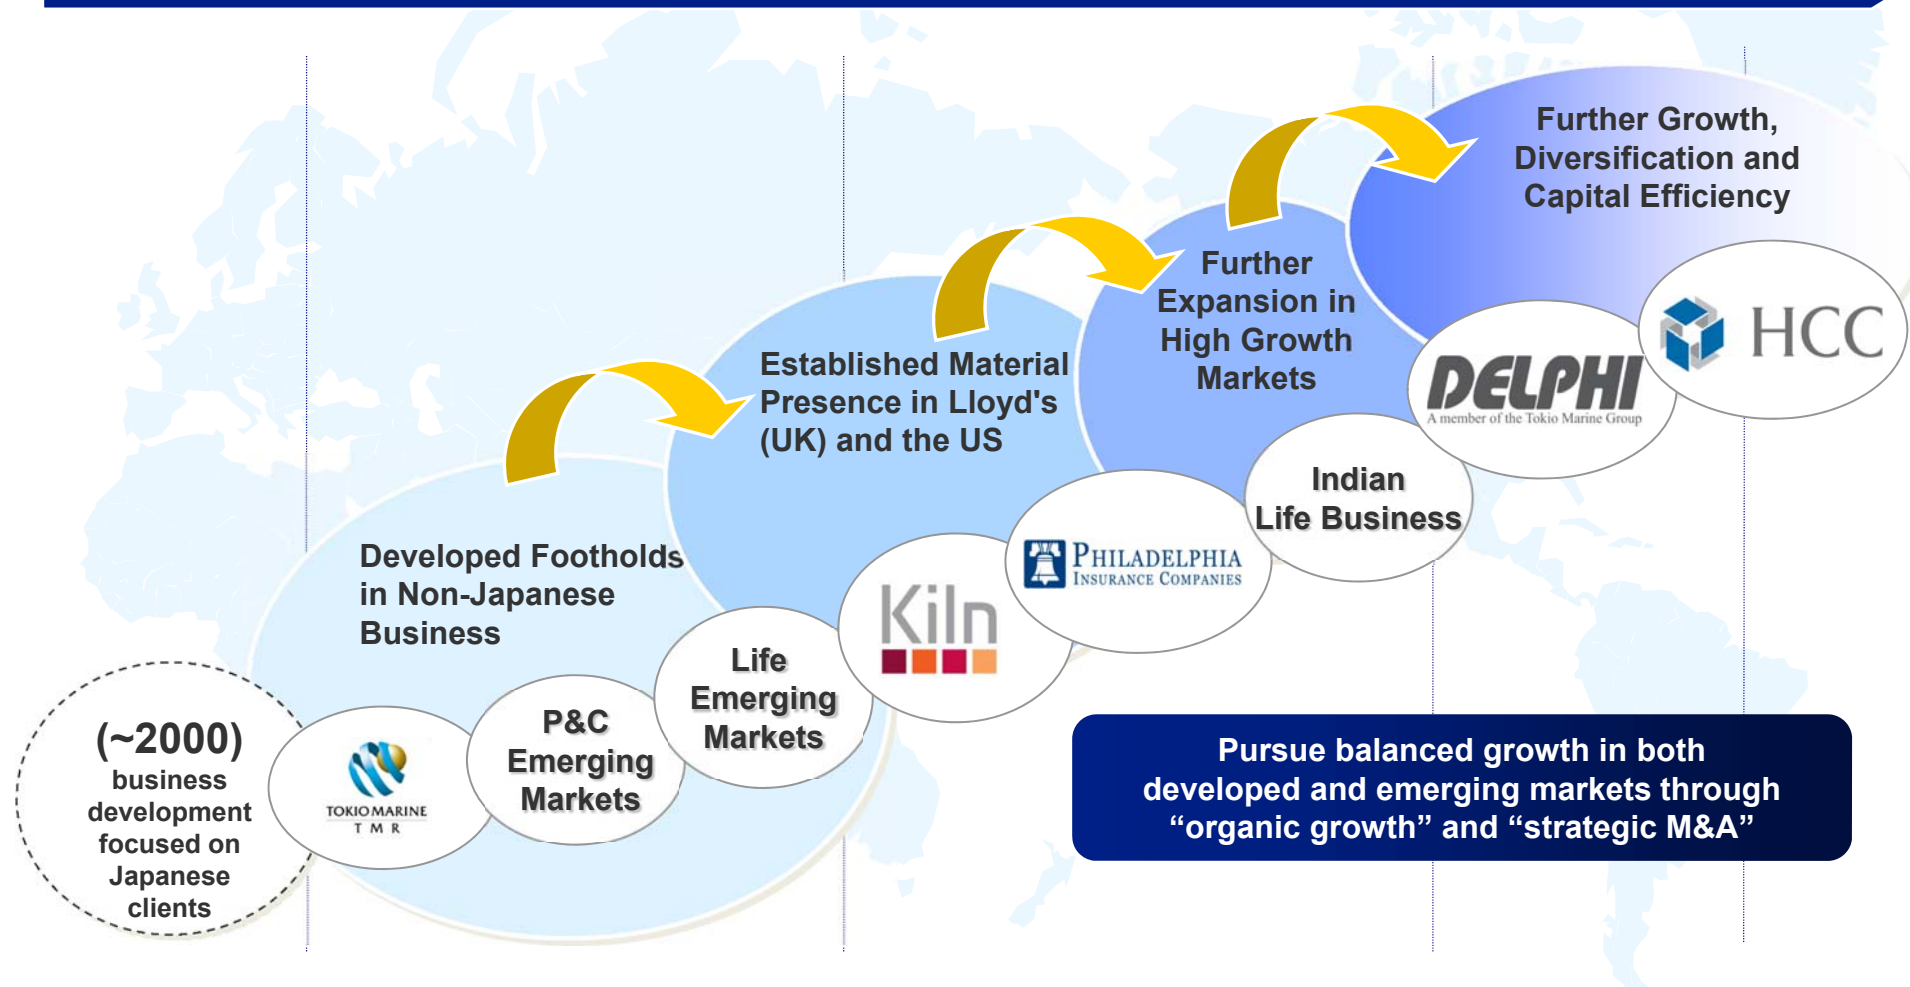 (~2000)
business
development
focused on
Japanese
clients
TOKIO MARINE
T M R
P&C
Emerging
Markets
Life
Emerging
Markets
Developed Footholds
in Non-Japanese
Business
Kiln
PHILADELPHIA
INSURANCE COMPANIES
Established Material
Presence in Lloyd's
(UK) and the US
Indian
Life Business
Further
Expansion in
High Growth
Markets
DELPHI
A member of the Tokio Marine Group
HCC
Further Growth,
Diversification and
Capital Efficiency
Pursue balanced growth in both
developed and emerging markets through
“organic growth” and “strategic M&A”